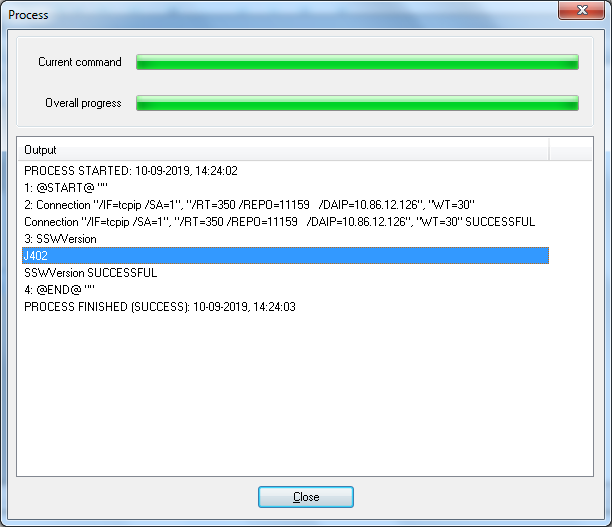 Process
Current command
Overall progress
Output
PROCESS STARTED: 10-09-2019, 14:24:02
1: @START@ ""
2: Connection "/IF=tcpip /SA=1", "/RT=350 /REPO=11159   /DAIP=10.86.12.126", "WT=30"
Connection "/IF=tcpip /SA=1", "/RT=350 /REPO=11159   /DAIP=10.86.12.126", "WT=30" SUCCESSFUL
3: SSWVersion
J402
SSWVersion SUCCESSFUL
4: @END@ ""
PROCESS FINISHED (SUCCESS): 10-09-2019, 14:24:03
Close